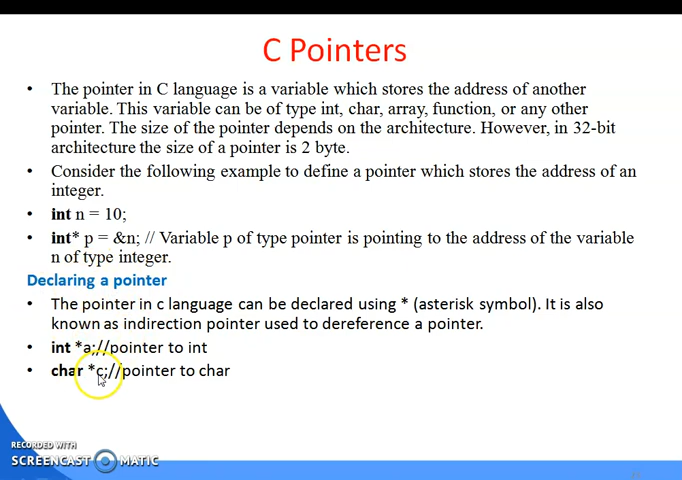 C Pointers
• The pointer in C language is a variable which stores the address of another
variable. This variable can be of type int, char, array, function, or any other
pointer. The size of the pointer depends on the architecture. However, in 32-bit
architecture the size of a pointer is 2 byte.
• Consider the following example to define a pointer which stores the address of an
integer.
• int n = 10;
• int* p = &n; // Variable p of type pointer is pointing to the address of the variable
n of type integer.
Declaring a pointer
• The pointer in c language can be declared using * (asterisk symbol). It is also
known as indirection pointer used to dereference a pointer.
• int *a;//pointer to int
• char *c;//pointer to char
RECORDED WITH
SCREENCAST MATIC